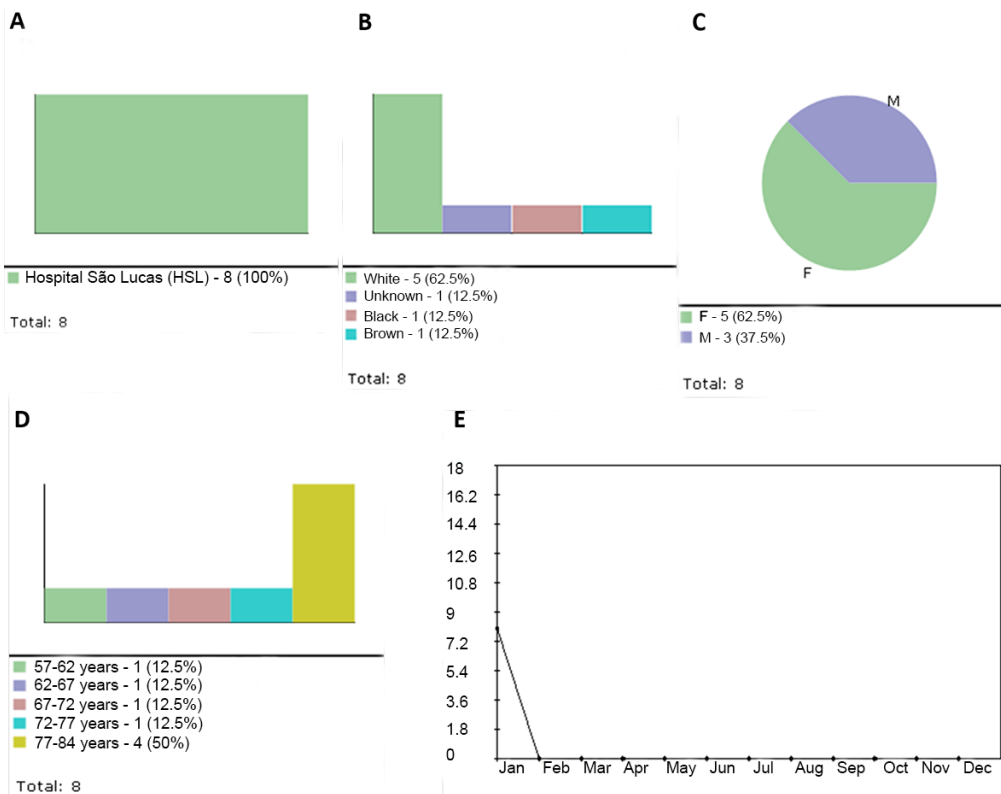 A
Hospital São Lucas (HSL) - 8 (100%)
Total: 8
B
White - 5 (62.5%)
Unknown - 1 (12.5%)
Black - 1 (12.5%)
Brown - 1 (12.5%)
Total: 8
C
M
F
F - 5 (62.5%)
M - 3 (37.5%)
Total: 8
D
57-62 years - 1 (12.5%)
62-67 years - 1 (12.5%)
67-72 years - 1 (12.5%)
72-77 years - 1 (12.5%)
77-84 years - 4 (50%)
Total: 8
E
18
16.2
14.4
12.6
10.8
9
7.2
5.4
3.6
1.8
0
Jan Feb Mar Apr May Jun Jul Aug Sep Oct Nov Dec